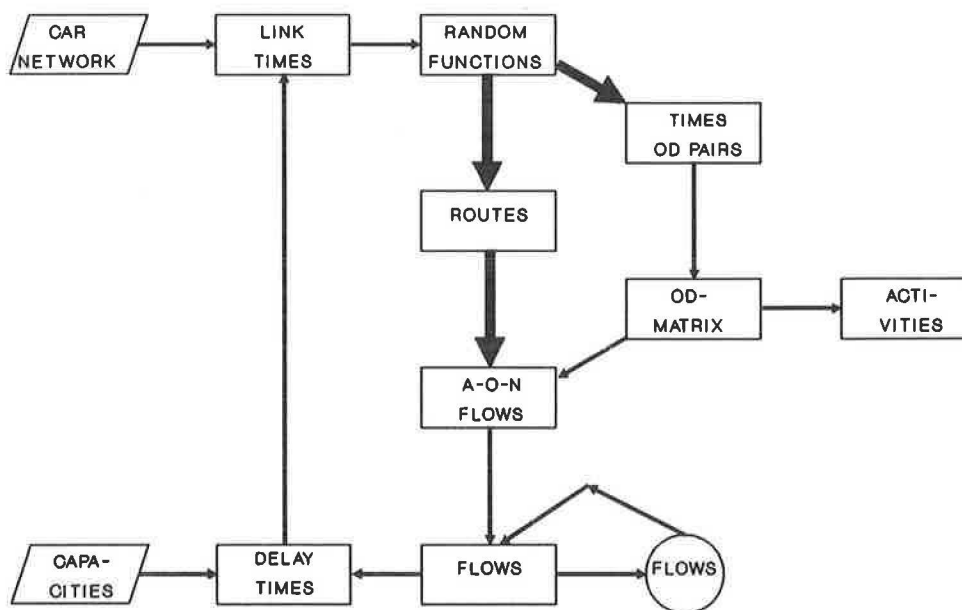 CAR
NETWORK
LINK
TIMES
RANDOM
FUNCTIONS
TIMES
OD PAIRS
ROUTES
OD-
MATRIX
ACTI-
VITIES
A-O-N
FLOWS
CAPA-
CITIES
DELAY
TIMES
FLOWS
FLOWS